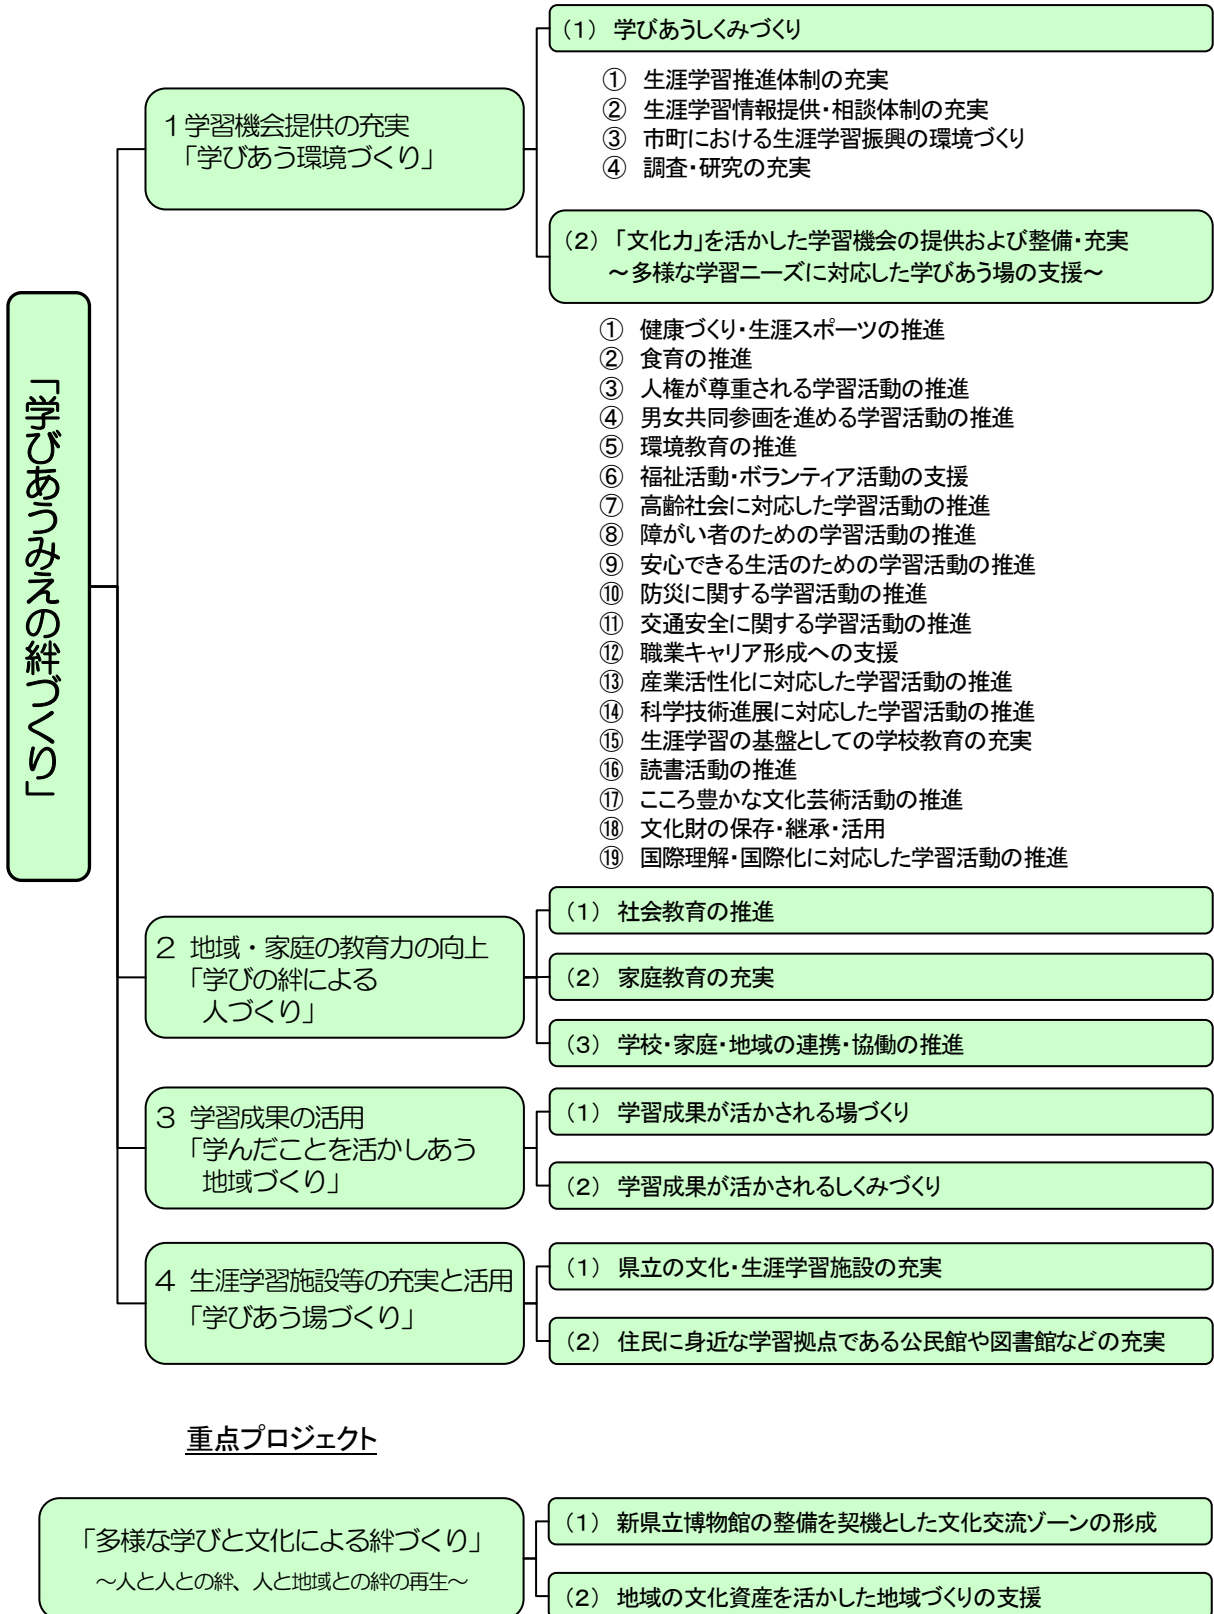 「学びあうみえの絆づくり」
1学習機会提供の充実
「学びあう環境づくり」
(1) 学びあうしくみづくり
① 生涯学習推進体制の充実
② 生涯学習情報提供・相談体制の充実
③ 市町における生涯学習振興の環境づくり
④ 調査・研究の充実
(2) 「文化力」を活かした学習機会の提供および整備・充実
～多様な学習ニーズに対応した学びあう場の支援～
① 健康づくり・生涯スポーツの推進
② 食育の推進
③ 人権が尊重される学習活動の推進
④ 男女共同参画を進める学習活動の推進
⑤ 環境教育の推進
⑥ 福祉活動・ボランティア活動の支援
⑦ 高齢社会に対応した学習活動の推進
⑧ 障がい者のための学習活動の推進
⑨ 安心できる生活のための学習活動の推進
⑩ 防災に関する学習活動の推進
⑪ 交通安全に関する学習活動の推進
⑫ 職業キャリア形成への支援
⑬ 産業活性化に対応した学習活動の推進
⑭ 科学技術進展に対応した学習活動の推進
⑮ 生涯学習の基盤としての学校教育の充実
⑯ 読書活動の推進
⑰ こころ豊かな文化芸術活動の推進
⑱ 文化財の保存・継承・活用
⑲ 国際理解・国際化に対応した学習活動の推進
2 地域・家庭の教育力の向上
「学びの絆による
人づくり」
(1) 社会教育の推進
(2) 家庭教育の充実
(3) 学校・家庭・地域の連携・協働の推進
3 学習成果の活用
「学んだことを活かしあう
地域づくり」
(1) 学習成果が活かされる場づくり
(2) 学習成果が活かされるしくみづくり
4 生涯学習施設等の充実と活用
「学びあう場づくり」
(1) 県立の文化・生涯学習施設の充実
(2) 住民に身近な学習拠点である公民館や図書館などの充実
重点プロジェクト
「多様な学びと文化による絆づくり」
～人と人との絆、人と地域との絆の再生～
(1) 新県立博物館の整備を契機とした文化交流ゾーンの形成
(2) 地域の文化資産を活かした地域づくりの支援